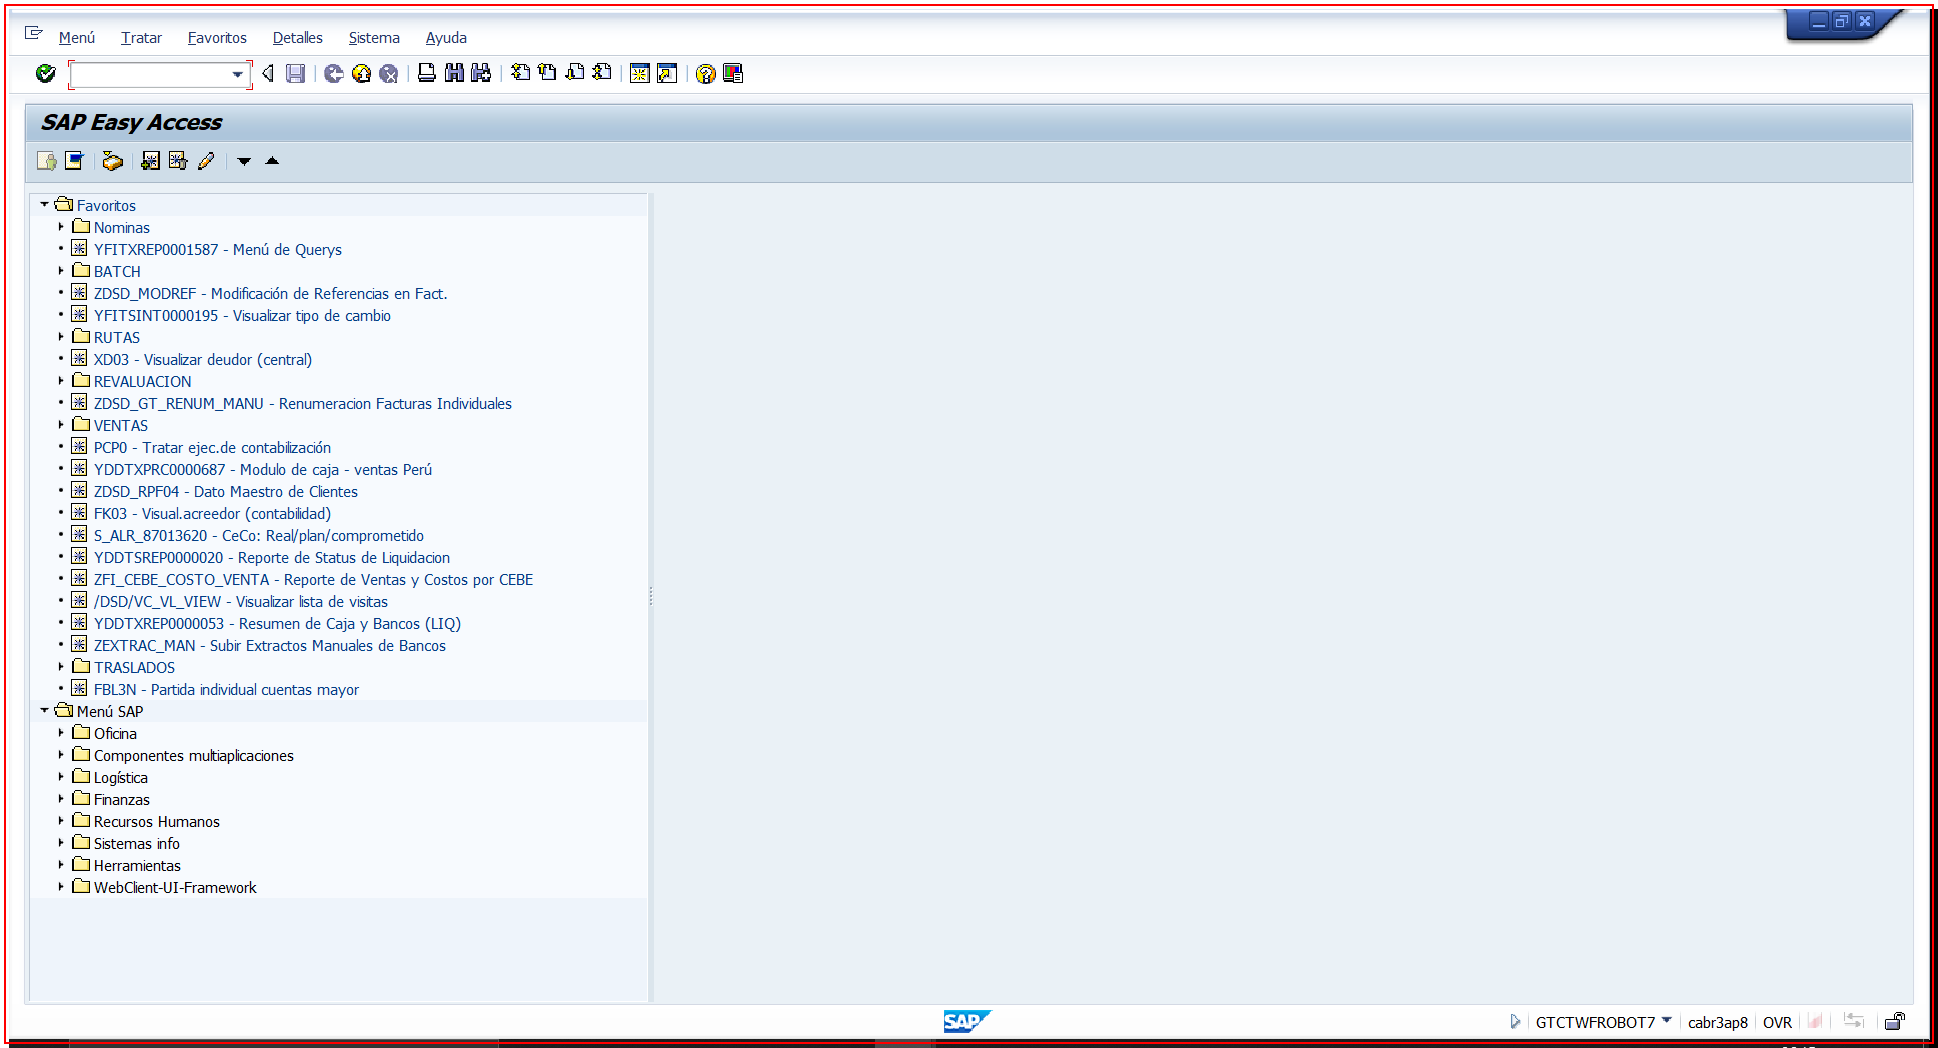 Menú Tratar Favoritos Detalles Sistema Ayuda
SAP Easy Access
Favoritos
Nominas
YFITXREP0001587 - Menú de Querys
BATCH
ZDSD_MODREF - Modificación de Referencias en Fact.
YFITSINT0000195 - Visualizar tipo de cambio
RUTAS
XD03 - Visualizar deudor (central)
REVALUACION
ZDSD_GT_RENUM_MANU - Renumeracion Facturas Individuales
VENTAS
PCP0 - Tratar ejec.de contabilización
YDDTXPRC0000687 - Modulo de caja - ventas Perú
ZDSD_RPF04 - Dato Maestro de Clientes
FK03 - Visual.acreedor (contabilidad)
S_ALR_87013620 - CeCo: Real/plan/comprometido
YDDTSREP0000020 - Reporte de Status de Liquidacion
ZFI_CEBE_COSTO_VENTA - Reporte de Ventas y Costos por CEBE
/DSD/VC_VL_VIEW - Visualizar lista de visitas
YDDTXREP0000053 - Resumen de Caja y Bancos (LIQ)
ZEXTRAC_MAN - Subir Extractos Manuales de Bancos
TRASLADOS
FBL3N - Partida individual cuentas mayor
Menú SAP
Oficina
Componentes multiaplicaciones
Logística
Finanzas
Recursos Humanos
Sistemas info
Herramientas
WebClient-UI-Framework
SAP
GTCTWFROBOT7 cabr3ap8 OVR